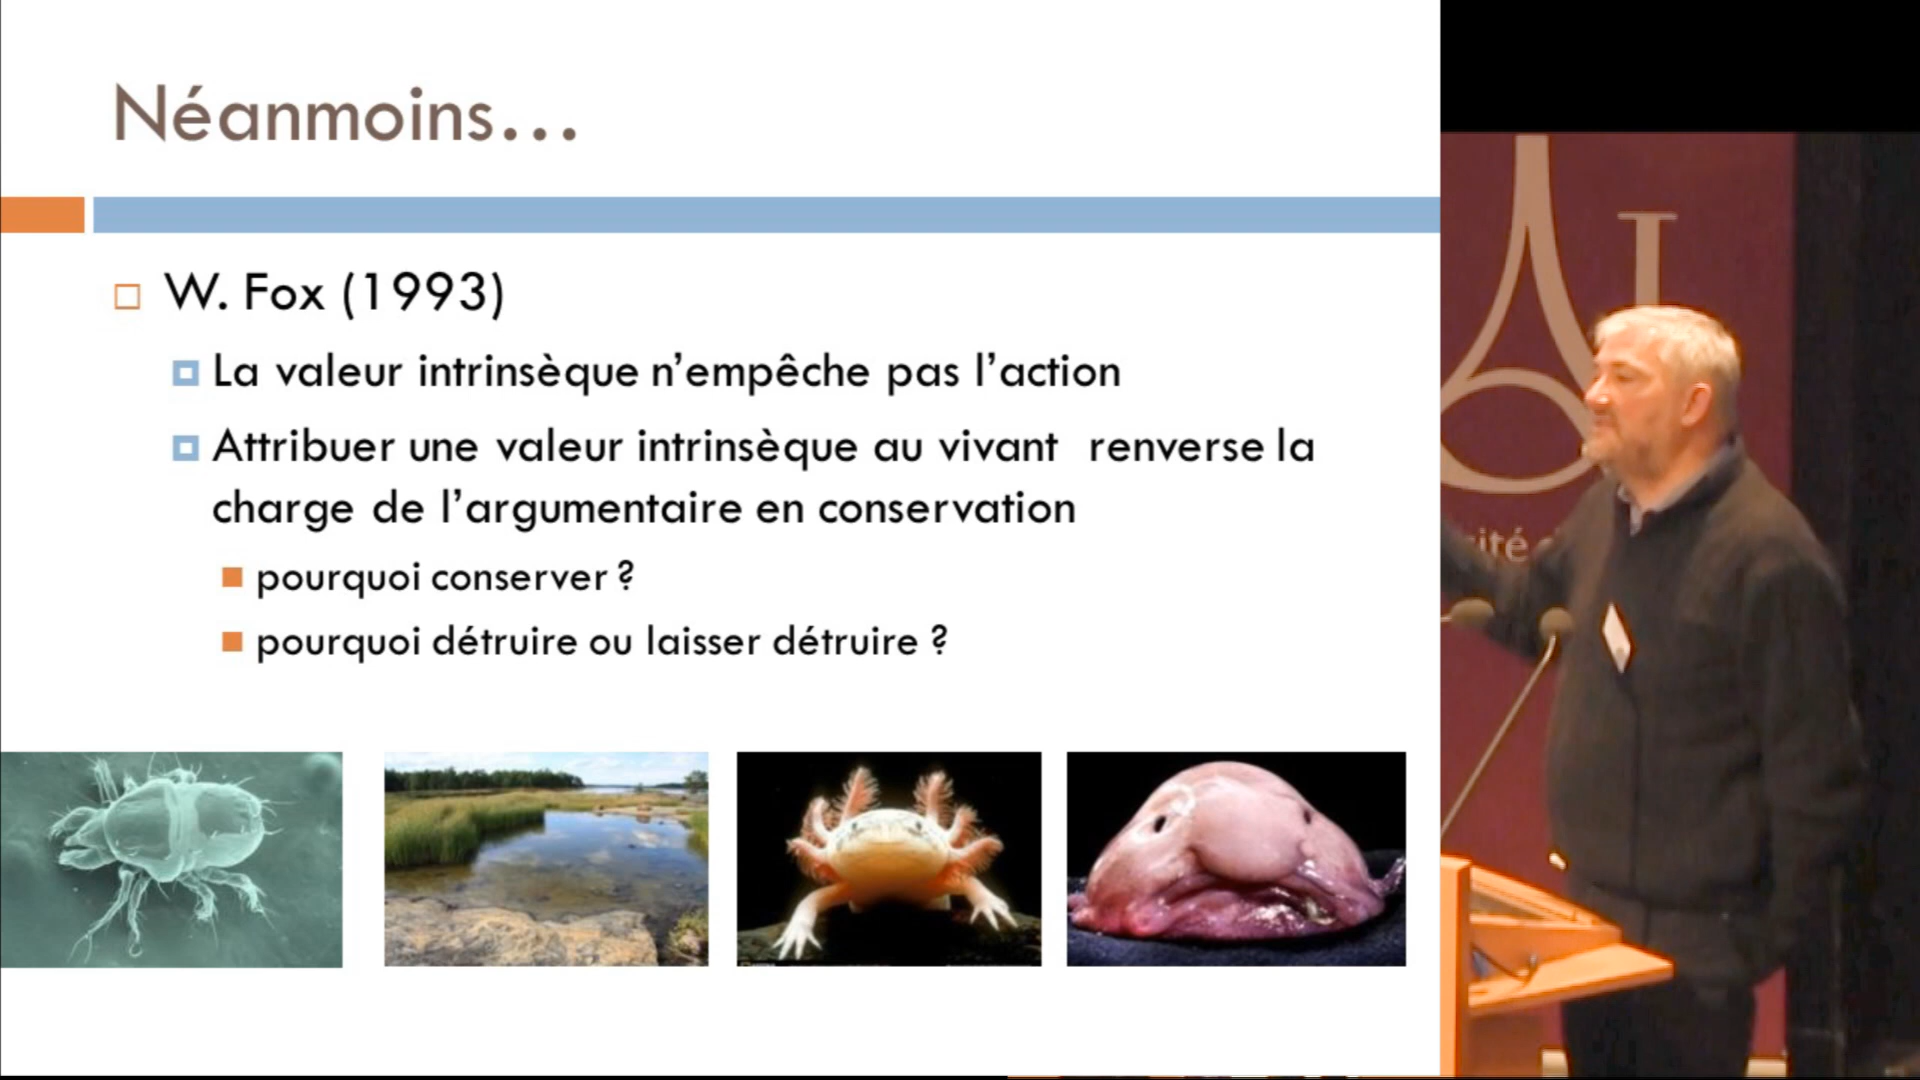 Néanmoins...
W. Fox (1993)
La valeur intrinsèque n'empêche pas l'action
Attribuer une valeur intrinsèque au vivant renverse la
charge de l'argumentaire en conservation
pourquoi conserver ?
pourquoi détruire ou laisser détruire ?